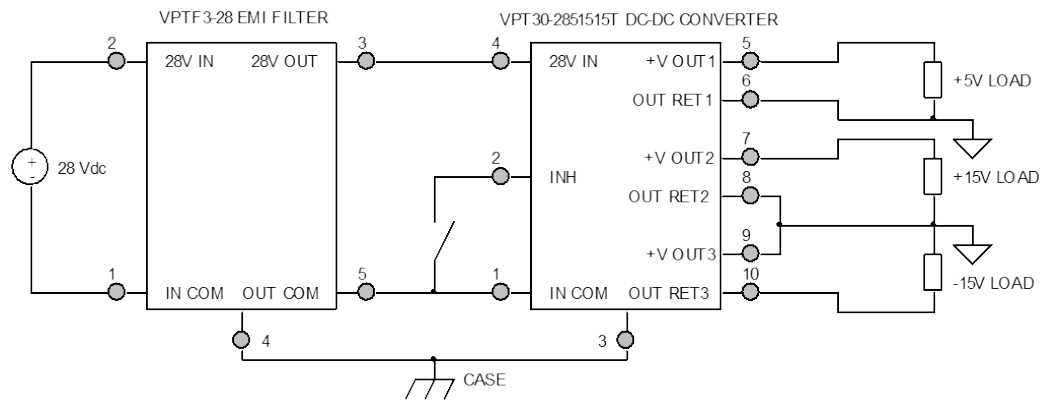 VPTF3-28 EMI FILTER
VPT30-2851515T DC-DC CONVERTER
2
3
4
5
28V IN
28V OUT
28V IN
+V OUT1
6
+5V LOAD
OUT RET1
7
2
+V OUT2
+
-
28 Vdc
INH
8
+15V LOAD
OUT RET2
9
+V OUT3
1
5
1
10
IN COM
OUT COM
IN COM
OUT RET3
-15V LOAD
4
3
CASE